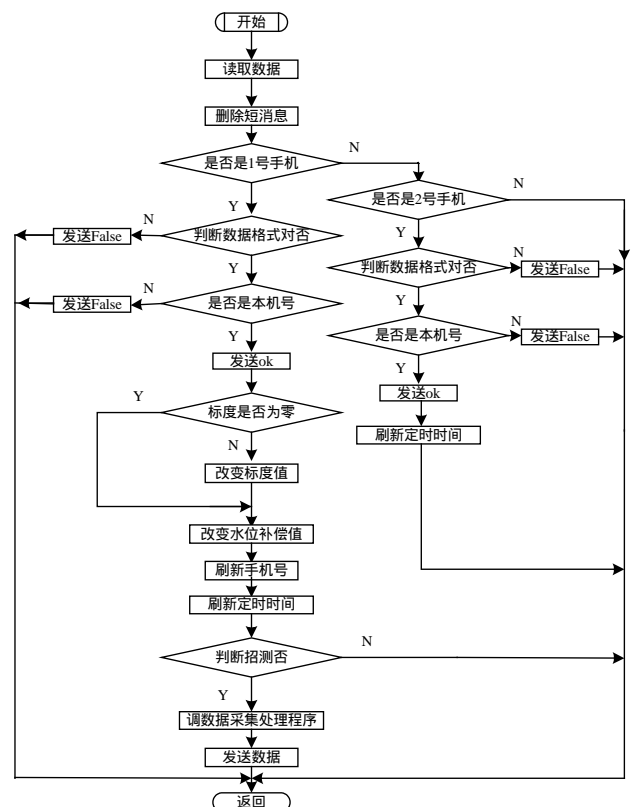 开始
读取数据
删除短消息
是否是1号手机
N
Y
是否是2号手机
N
Y
判断数据格式对否
N
发送False
Y
判断数据格式对否
N
发送False
Y
是否是本机号
N
发送False
Y
是否是本机号
N
发送False
Y
发送ok
发送ok
标度是否为零
Y
N
刷新定时时间
改变标度值
改变水位补偿值
刷新手机号
刷新定时时间
判断招测否
N
Y
调数据采集处理程序
发送数据
返回